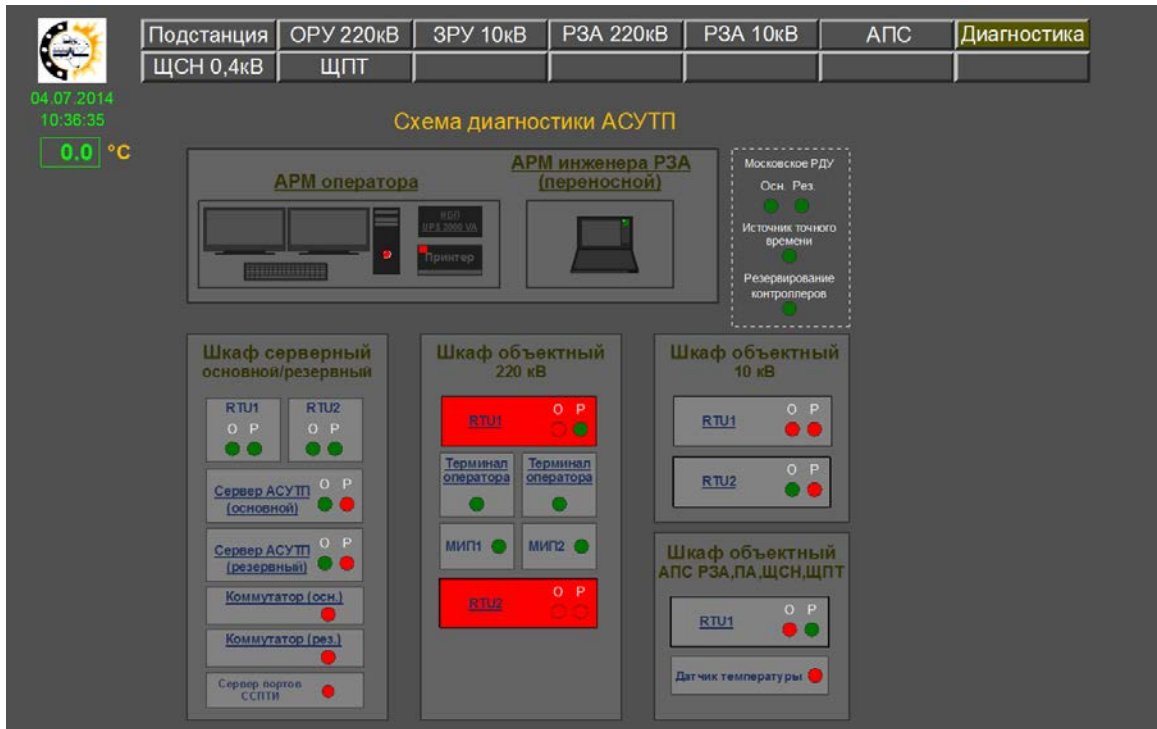 Подстанция ОРУ 220кВ ЗРУ 10кВ РЗА 220кВ РЗА 10кВ АПС Диагностика
ЩСН 0,4кВ ЩПТ
04.07.2014
10:36:35
0.0 °C
Схема диагностики АСУТП
АРМ оператора
АРМ инженера РЗА
(переносной)
ИБП
UPS 2000 VA
Принтер
Московское РДУ
Осн. Рез.
Источник точного
времени
Резервирование
контроллеров
Шкаф серверный
основной/резервный
RTU1 RTU2
О Р О Р
Сервер АСУТП О Р
(основной)
Сервер АСУТП О Р
(резервный)
Коммутатор (осн.)
Коммутатор (рез.)
Сервер портов
ССПТИ
Шкаф объектный
220 кВ
RTU1 О Р
Терминал
оператора
Терминал
оператора
МИП1 МИП2
RTU2 О Р
Шкаф объектный
10 кВ
RTU1 О Р
RTU2 О Р
Шкаф объектный
АПС РЗА,ПА,ЩСН,ЩПТ
RTU1 О Р
Датчик температуры